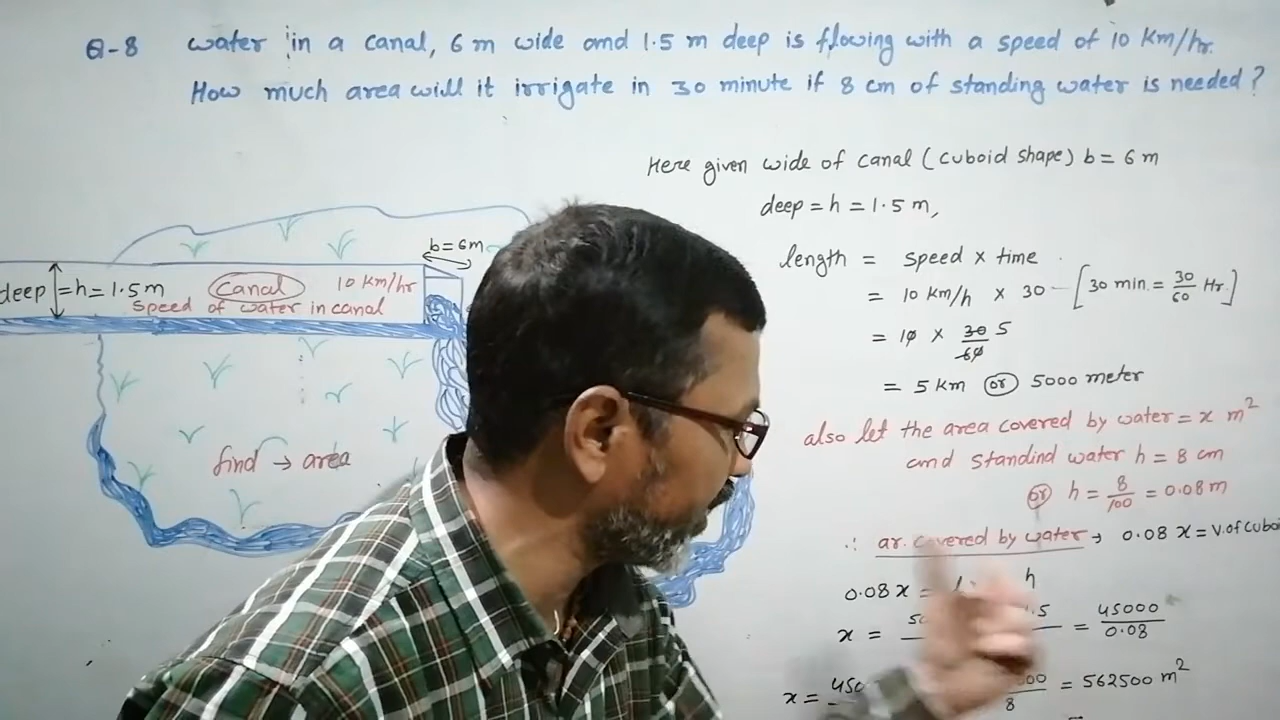 Q-8 water in a canal, 6 m wide and 1.5 m deep is flowing with a speed of 10 Km/hr.
How much area will it irrigate in 30 minute if 8 cm of standing water is needed?
Here given wide of canal (cuboid shape) b = 6 m
deep = h = 1.5 m,
length = speed × time
= 10 km/h × 30 [30 min. = 30/60 Hr.]
= 10 × 30/60 5
= 5 km or 5000 meter
also let the area covered by water = x m²
and standind water h = 8 cm
or h = 8/100 = 0.08 m
∴ ar. covered by water → 0.08 x = V. of cubo
0.08 x = h
x = = 45000/0.08
x = = 562500 m²
b = 6 m
deep = h = 1.5 m
Canal
10 km/hr
Speed of water in canal
find → area